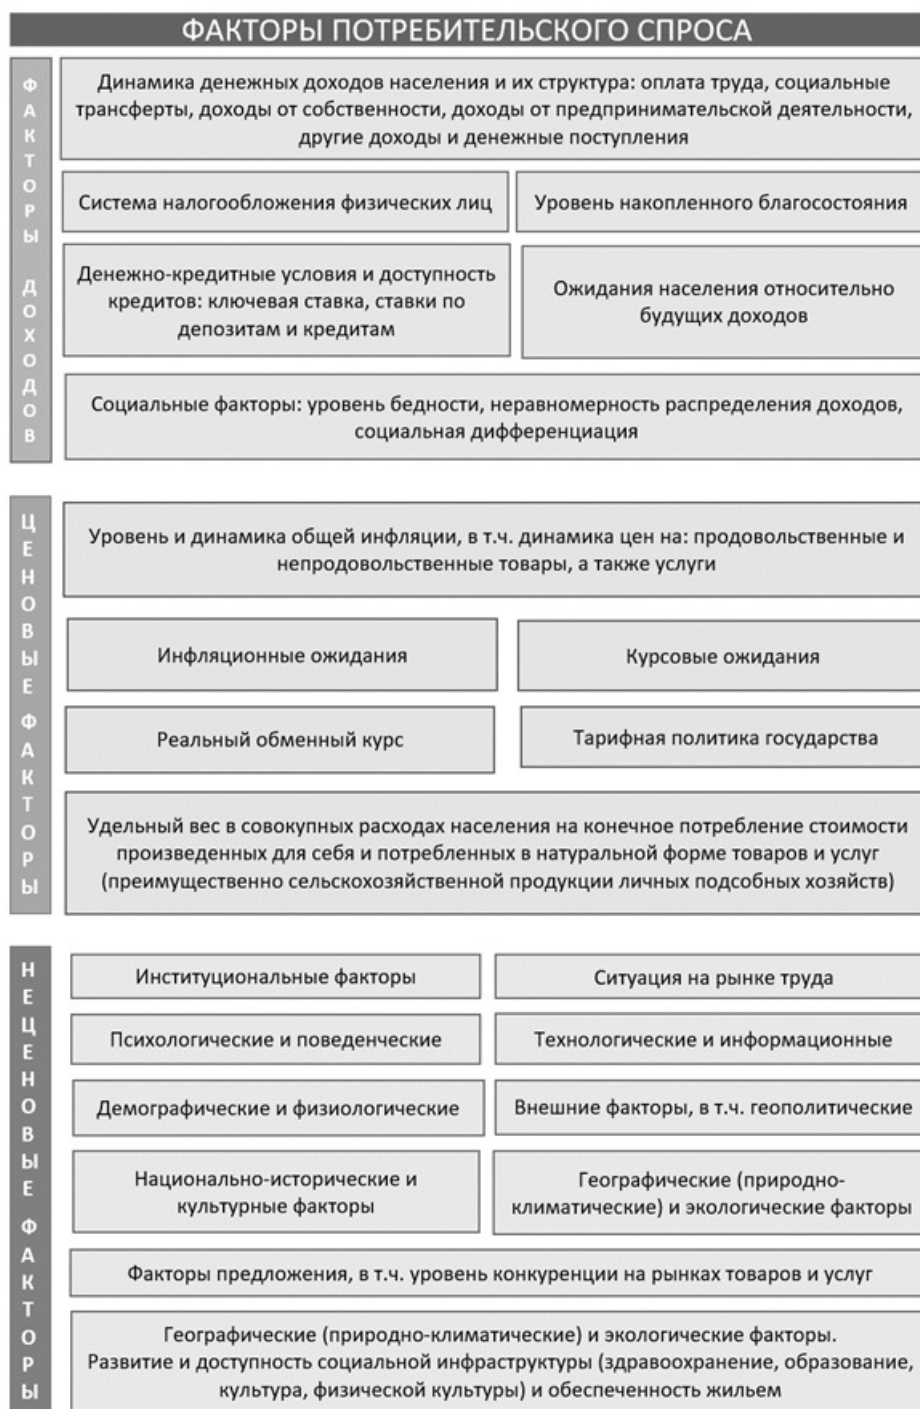 ФАКТОРЫ ПОТРЕБИТЕЛЬСКОГО СПРОСА
ФАКТОРЫ ДОХОДОВ
Динамика денежных доходов населения и их структура: оплата труда, социальные
трансферты, доходы от собственности, доходы от предпринимательской деятельности,
другие доходы и денежные поступления
Система налогообложения физических лиц
Уровень накопленного благосостояния
Денежно-кредитные условия и доступность
кредитов: ключевая ставка, ставки по
депозитам и кредитам
Ожидания населения относительно
будущих доходов
Социальные факторы: уровень бедности, неравномерность распределения доходов,
социальная дифференциация
ЦЕНОВЫЕ ФАКТОРЫ
Уровень и динамика общей инфляции, в т.ч. динамика цен на: продовольственные и
непродовольственные товары, а также услуги
Инфляционные ожидания
Курсовые ожидания
Реальный обменный курс
Тарифная политика государства
Удельный вес в совокупных расходах населения на конечное потребление стоимости
произведенных для себя и потребленных в натуральной форме товаров и услуг
(преимущественно сельскохозяйственной продукции личных подсобных хозяйств)
НЕЦЕНОВЫЕ ФАКТОРЫ
Институциональные факторы
Ситуация на рынке труда
Психологические и поведенческие
Технологические и информационные
Демографические и физиологические
Внешние факторы, в т.ч. геополитические
Национально-исторические и
культурные факторы
Географические (природно-
климатические) и экологические факторы
Факторы предложения, в т.ч. уровень конкуренции на рынках товаров и услуг
Географические (природно-климатические) и экологические факторы.
Развитие и доступность социальной инфраструктуры (здравоохранение, образование,
культура, физической культуры) и обеспеченность жильем